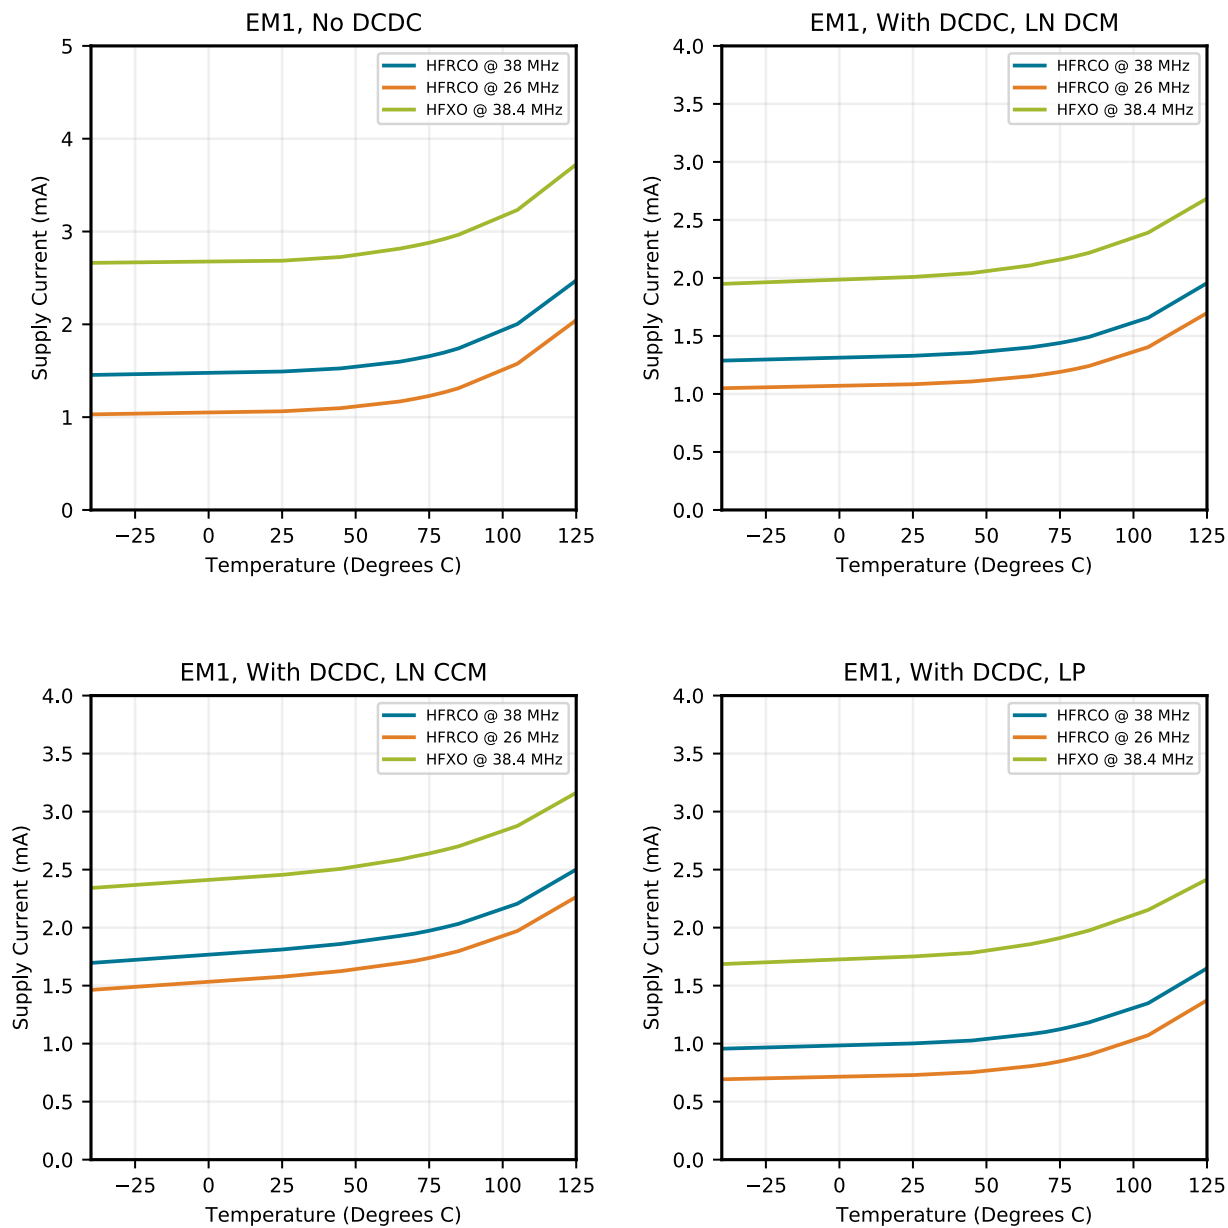 EM1, No DCDC
5
4
3
2
1
0
Supply Current (mA)
HFRCO @ 38 MHz
HFRCO @ 26 MHz
HFXO @ 38.4 MHz
−25 0 25 50 75 100 125
Temperature (Degrees C)
EM1, With DCDC, LN DCM
4.0
3.5
3.0
2.5
2.0
1.5
1.0
0.5
0.0
Supply Current (mA)
HFRCO @ 38 MHz
HFRCO @ 26 MHz
HFXO @ 38.4 MHz
−25 0 25 50 75 100 125
Temperature (Degrees C)
EM1, With DCDC, LN CCM
4.0
3.5
3.0
2.5
2.0
1.5
1.0
0.5
0.0
Supply Current (mA)
HFRCO @ 38 MHz
HFRCO @ 26 MHz
HFXO @ 38.4 MHz
−25 0 25 50 75 100 125
Temperature (Degrees C)
EM1, With DCDC, LP
4.0
3.5
3.0
2.5
2.0
1.5
1.0
0.5
0.0
Supply Current (mA)
HFRCO @ 38 MHz
HFRCO @ 26 MHz
HFXO @ 38.4 MHz
−25 0 25 50 75 100 125
Temperature (Degrees C)